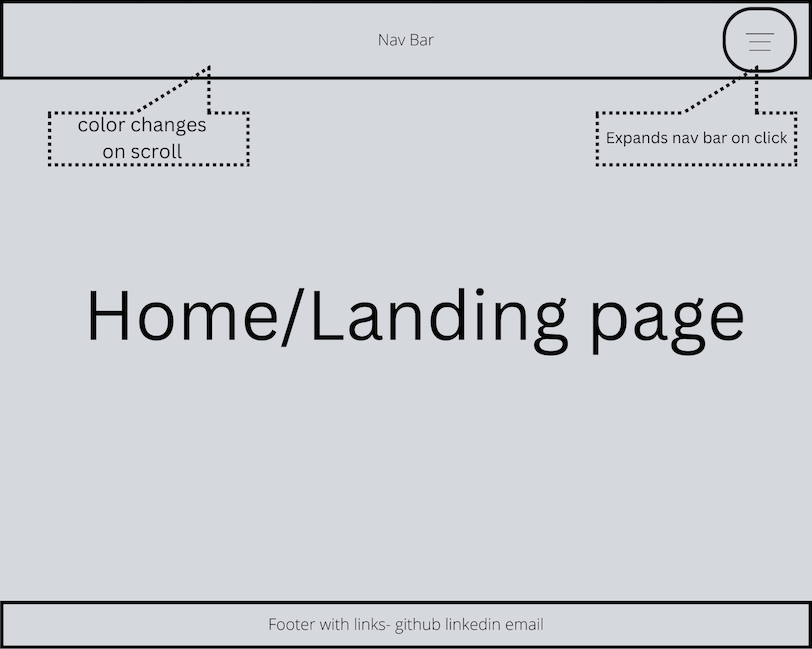 Nav Bar
color changes
on scroll
Expands nav bar on click
Home/Landing page
Footer with links- github linkedin email